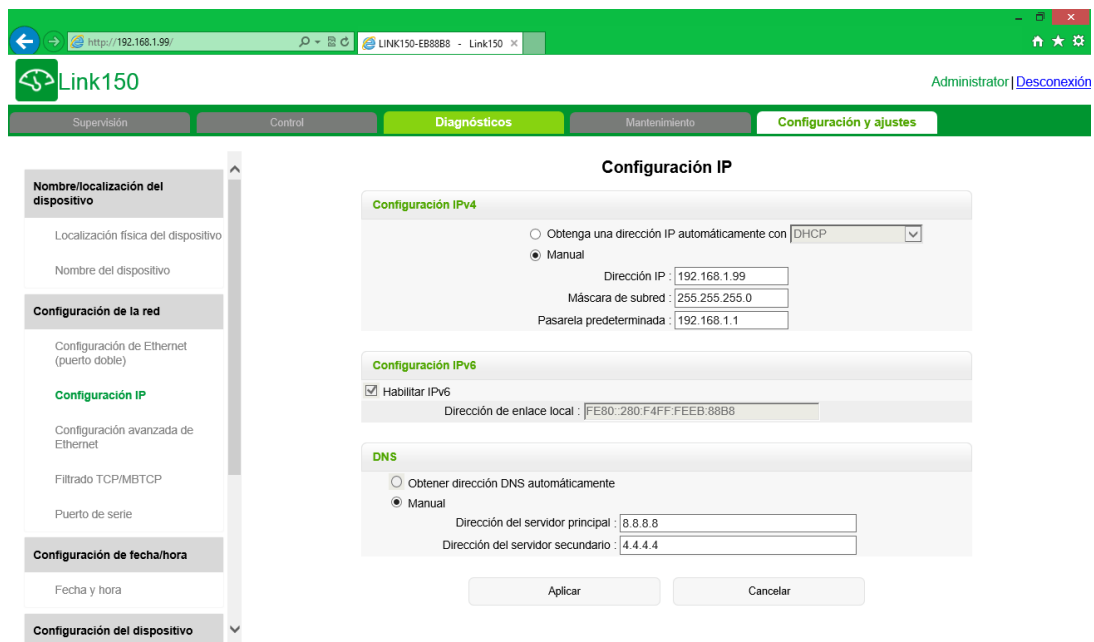 http://192.168.1.99/
LINK150-EB88B8 - Link150
Link150
Administrator | Desconexión
Supervisión
Control
Diagnósticos
Mantenimiento
Configuración y ajustes
Nombre/localización del
dispositivo
Localización física del dispositivo
Nombre del dispositivo
Configuración de la red
Configuración de Ethernet
(puerto doble)
Configuración IP
Configuración avanzada de
Ethernet
Filtrado TCP/MBTCP
Puerto de serie
Configuración de fecha/hora
Fecha y hora
Configuración del dispositivo
Configuración IP
Configuración IPv4
Obtenga una dirección IP automáticamente con DHCP
Manual
Dirección IP : 192.168.1.99
Máscara de subred : 255.255.255.0
Pasarela predeterminada : 192.168.1.1
Configuración IPv6
Habilitar IPv6
Dirección de enlace local : FE80::280:F4FF:FEEB:88B8
DNS
Obtener dirección DNS automáticamente
Manual
Dirección del servidor principal : 8.8.8.8
Dirección del servidor secundario : 4.4.4.4
Aplicar
Cancelar